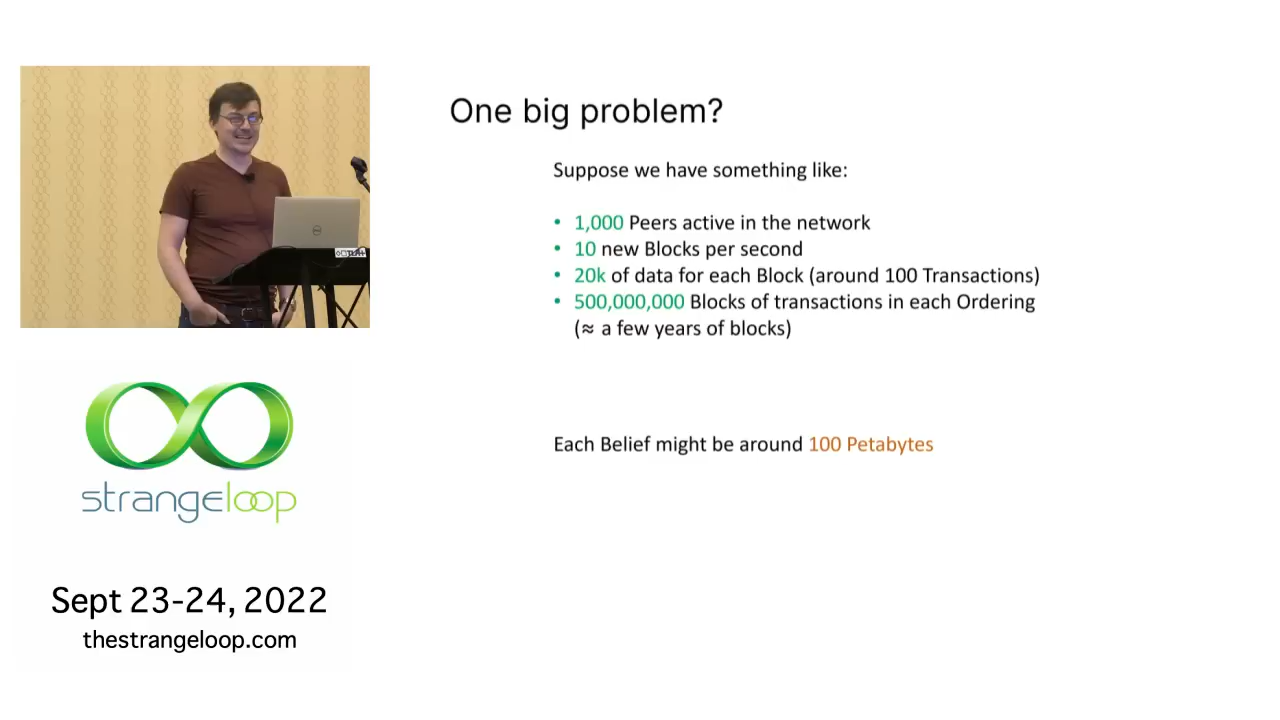 One big problem?
Suppose we have something like:
• 1,000 Peers active in the network
• 10 new Blocks per second
• 20k of data for each Block (around 100 Transactions)
• 500,000,000 Blocks of transactions in each Ordering
(≈ a few years of blocks)
Each Belief might be around 100 Petabytes
strangeloop
Sept 23-24, 2022
thestrangeloop.com